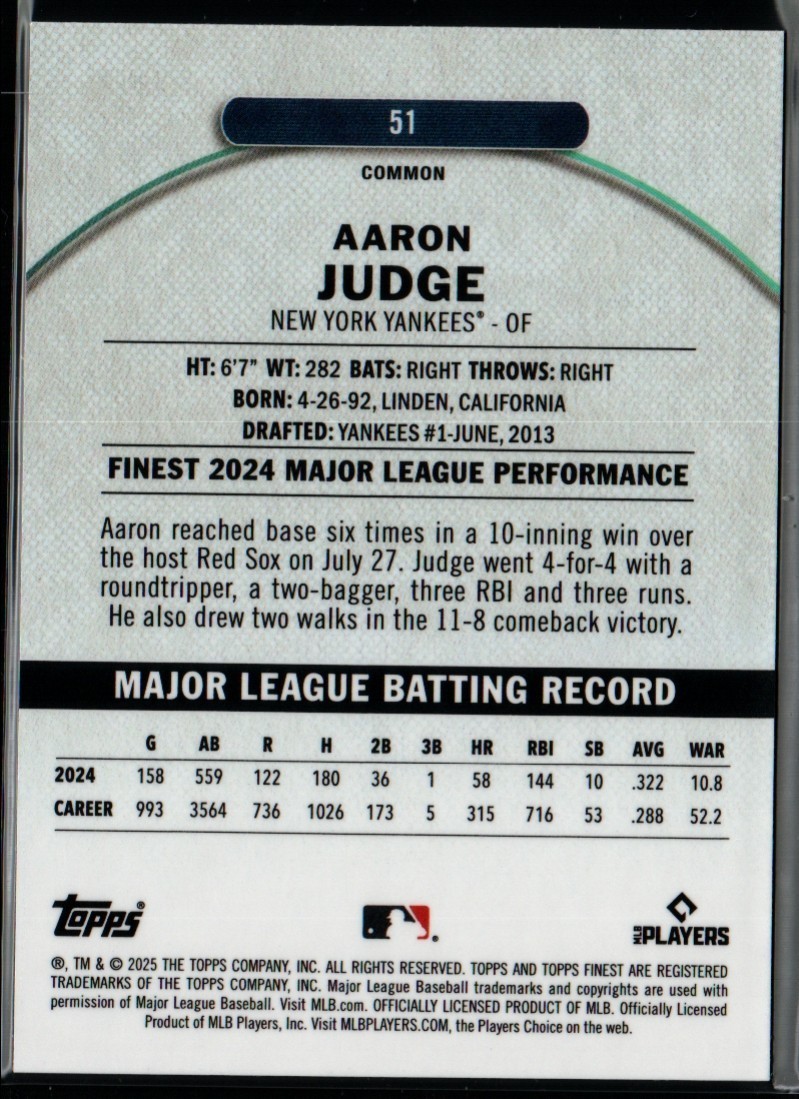 51
COMMON
AARON
JUDGE
NEW YORK YANKEES® - OF
HT: 6'7" WT: 282 BATS: RIGHT THROWS: RIGHT
BORN: 4-26-92, LINDEN, CALIFORNIA
DRAFTED: YANKEES #1-JUNE, 2013
FINEST 2024 MAJOR LEAGUE PERFORMANCE
Aaron reached base six times in a 10-inning win over
the host Red Sox on July 27. Judge went 4-for-4 with a
roundtripper, a two-bagger, three RBI and three runs.
He also drew two walks in the 11-8 comeback victory.
MAJOR LEAGUE BATTING RECORD
G AB R H 2B 3B HR RBI SB AVG WAR
2024 158 559 122 180 36 1 58 144 10 .322 10.8
CAREER 993 3564 736 1026 173 5 315 716 53 .288 52.2
topps®
MLB PLAYERS
®, TM & © 2025 THE TOPPS COMPANY, INC. ALL RIGHTS RESERVED. TOPPS AND TOPPS FINEST ARE REGISTERED
TRADEMARKS OF THE TOPPS COMPANY, INC. Major League Baseball trademarks and copyrights are used with
permission of Major League Baseball. Visit MLB.com. OFFICIALLY LICENSED PRODUCT OF MLB. Officially Licensed
Product of MLB Players, Inc. Visit MLBPLAYERS.COM, the Players Choice on the web.